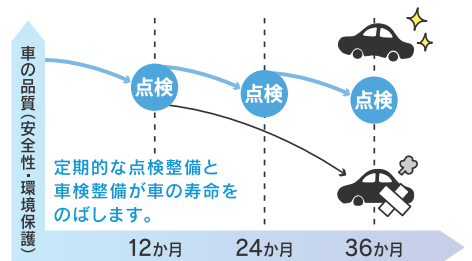 車の品質(安全性・環境保護)
点検
点検
点検
定期的な点検整備と
車検整備が車の寿命を
のばします。
12か月
24か月
36か月